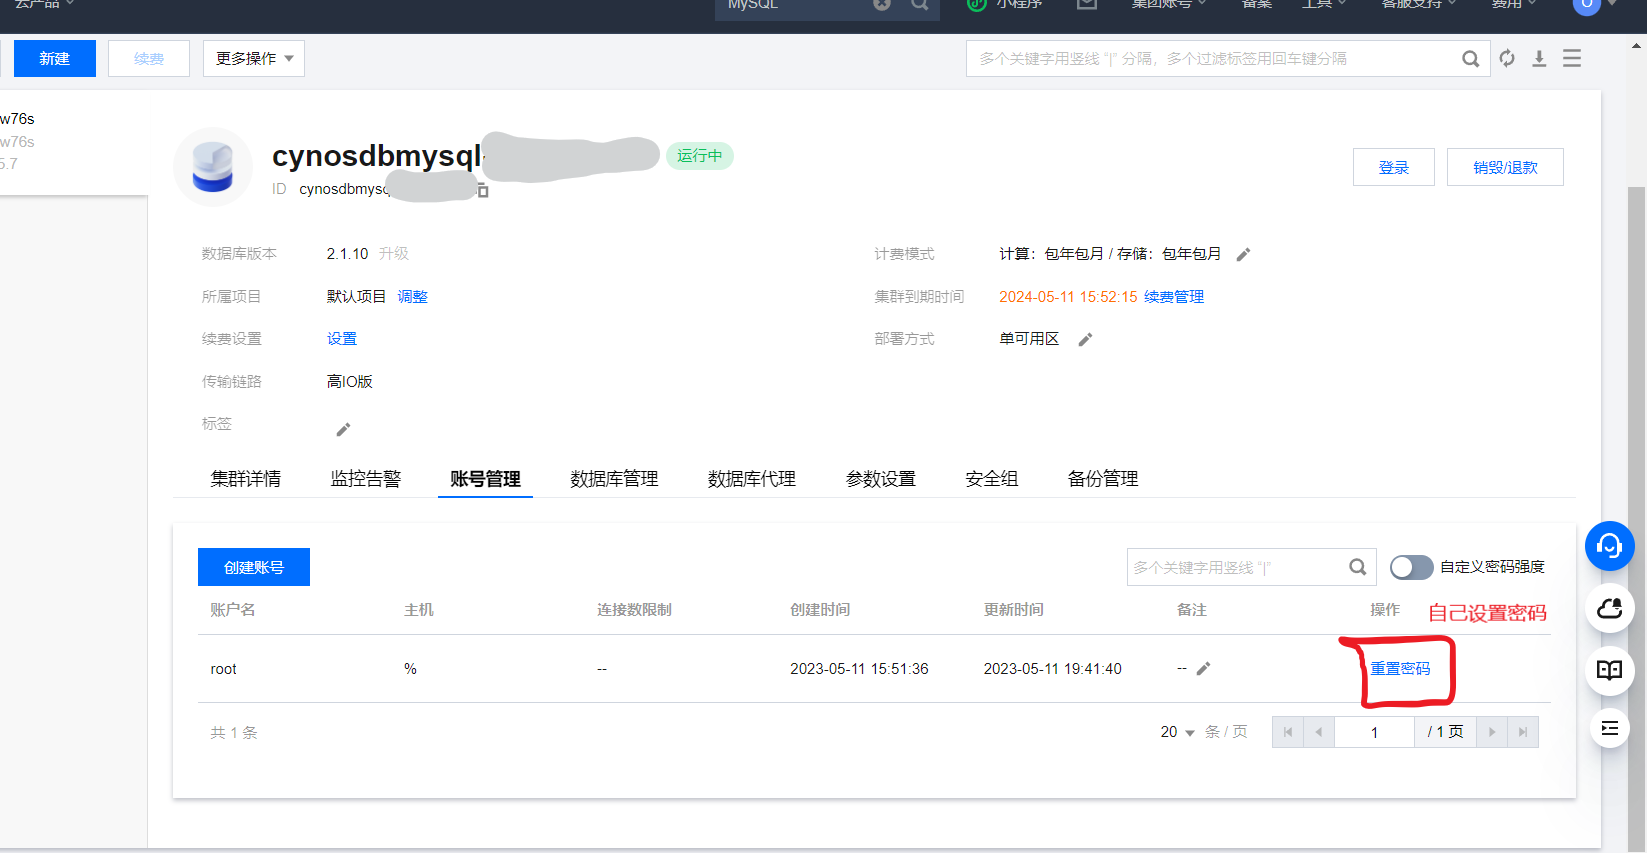 云产品
MySQL
小程序
集团账号
备案
工具
客服支持
费用
新建
续费
更多操作
多个关键字用竖线 "|" 分隔，多个过滤标签用回车键分隔
w76s
w76s
5.7
cynosdbmysql
运行中
ID cynosdbmysq
登录
销毁/退款
数据库版本 2.1.10 升级
计费模式 计算：包年包月 / 存储：包年包月
所属项目 默认项目 调整
集群到期时间 2024-05-11 15:52:15 续费管理
续费设置 设置
部署方式 单可用区
传输链路 高IO版
标签
集群详情 监控告警 账号管理 数据库管理 数据库代理 参数设置 安全组 备份管理
创建账号
多个关键字用竖线 "|"
自定义密码强度
账户名 主机 连接数限制 创建时间 更新时间 备注 操作
自己设置密码
root % -- 2023-05-11 15:51:36 2023-05-11 19:41:40 -- 重置密码
共 1 条
20 条 / 页
1 / 1 页